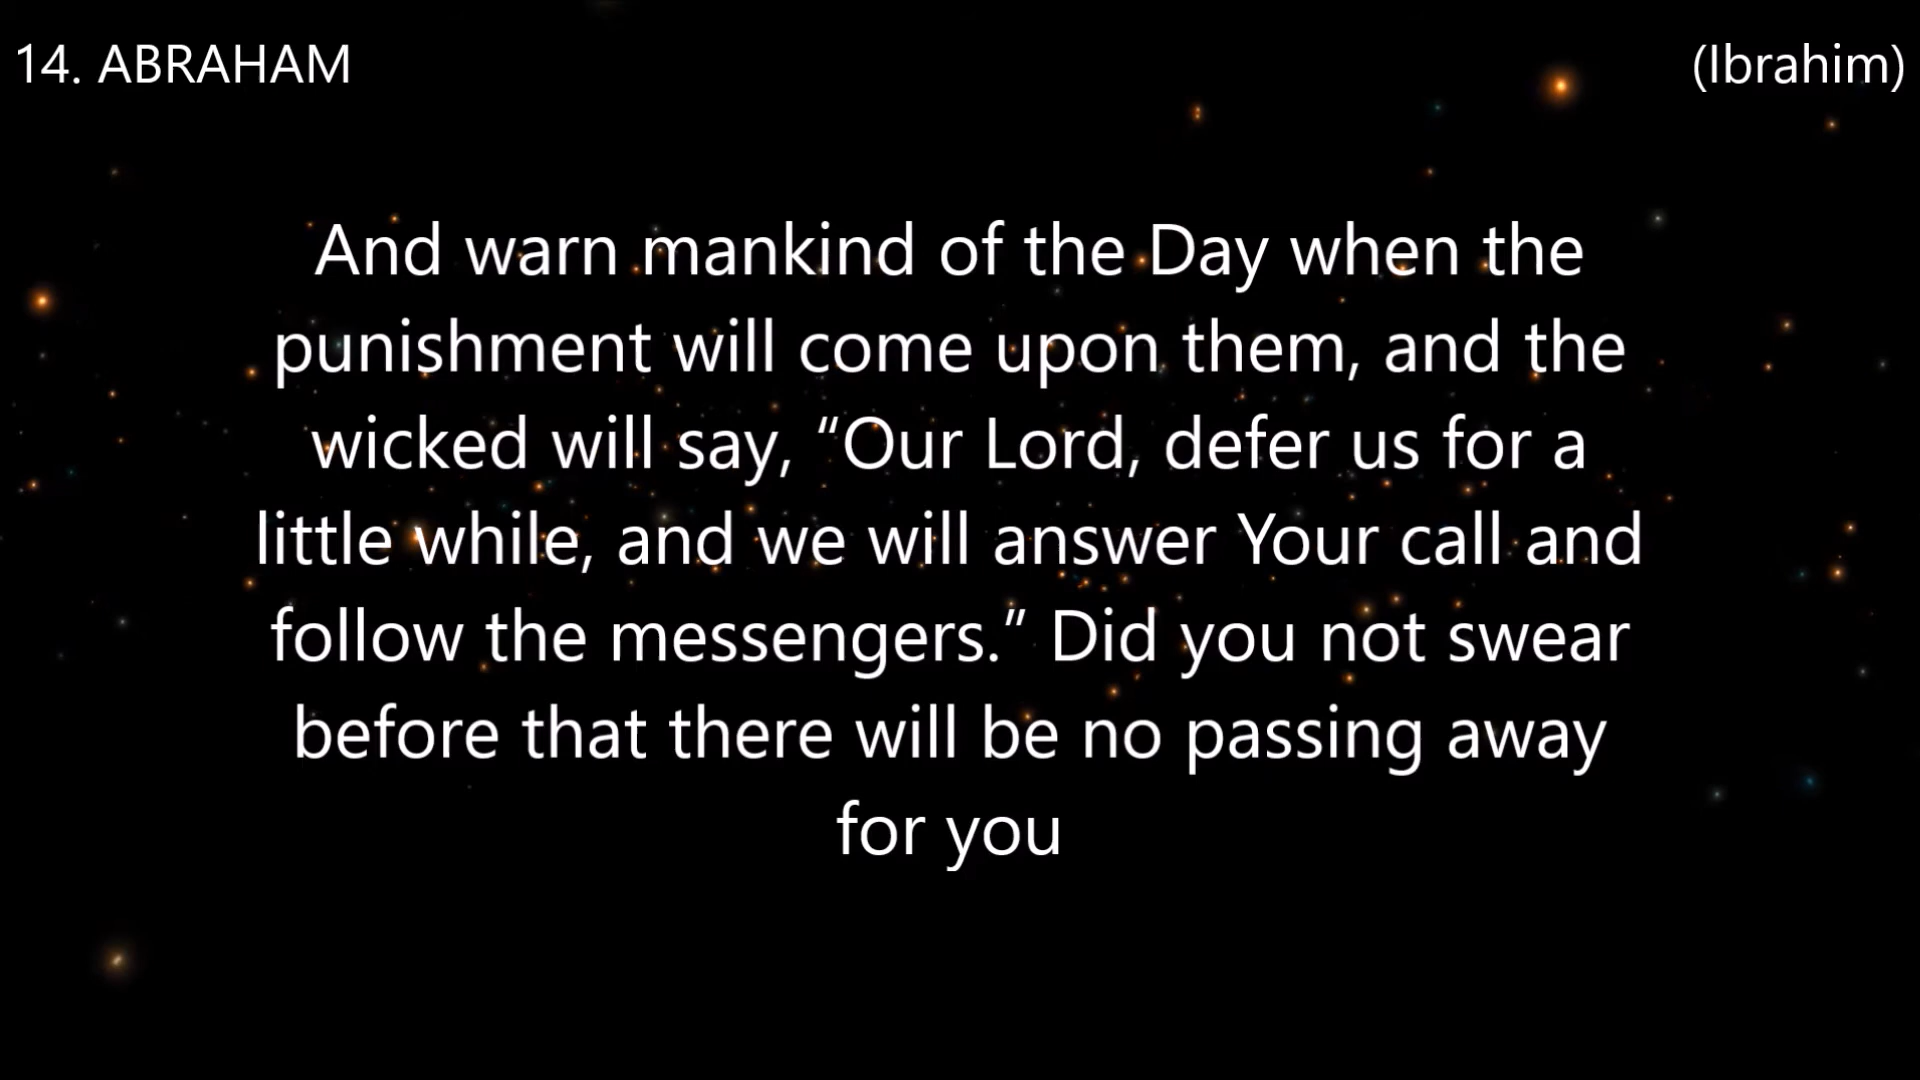 14. ABRAHAM
(Ibrahim)
And warn mankind of the Day when the
punishment will come upon them, and the
wicked will say, “Our Lord, defer us for a
little while, and we will answer Your call and
follow the messengers.” Did you not swear
before that there will be no passing away
for you